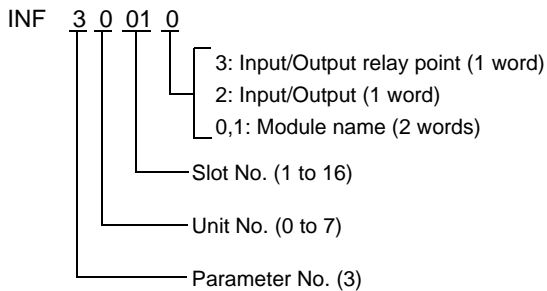 INF 3 0 01 0
3: Input/Output relay point (1 word)
2: Input/Output (1 word)
0,1: Module name (2 words)
Slot No. (1 to 16)
Unit No. (0 to 7)
Parameter No. (3)